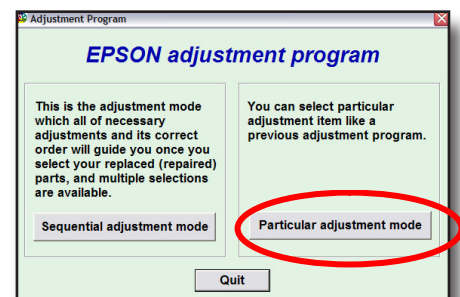 Adjustment Program
EPSON adjustment program
This is the adjustment mode
which all of necessary
adjustments and its correct
order will guide you once you
select your replaced (repaired)
parts, and multiple selections
are available.
Sequential adjustment mode
You can select particular
adjustment item like a
previous adjustment program.
Particular adjustment mode
Quit